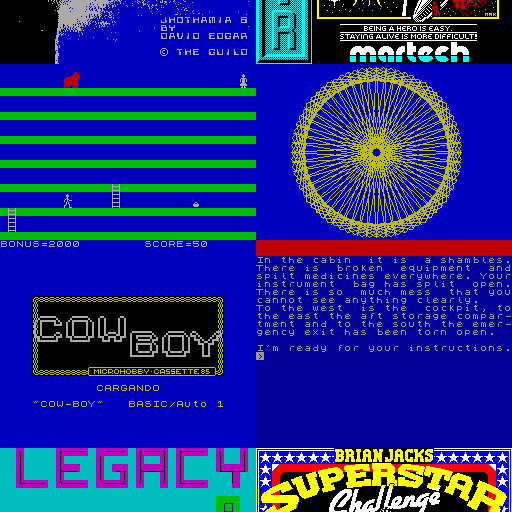 JHOTHAMIA 5
BY
DAVID EDGAR
© THE GUILD
R
MAK
BEING A HERO IS EASY.
STAYING ALIVE IS MORE DIFFICULT!
martech
BONUS=2000 SCORE=50
In the cabin it is a shambles.
There is broken equipment and
spilt medicines everywhere. Your
instrument bag has split open.
There is so much mess that you
cannot see anything clearly.
To the west is the cockpit, to
the east the aft storage compar-
tment and to the south the emer-
gency exit has been torn open.
I'm ready for your instructions.
>
COW BOY
MICROHOBBY-CASSETTE 85
CARGANDO
"COW-BOY" BASIC/Auto 1
LEGACY
BRIAN JACKS
SUPERSTAR
Challenge